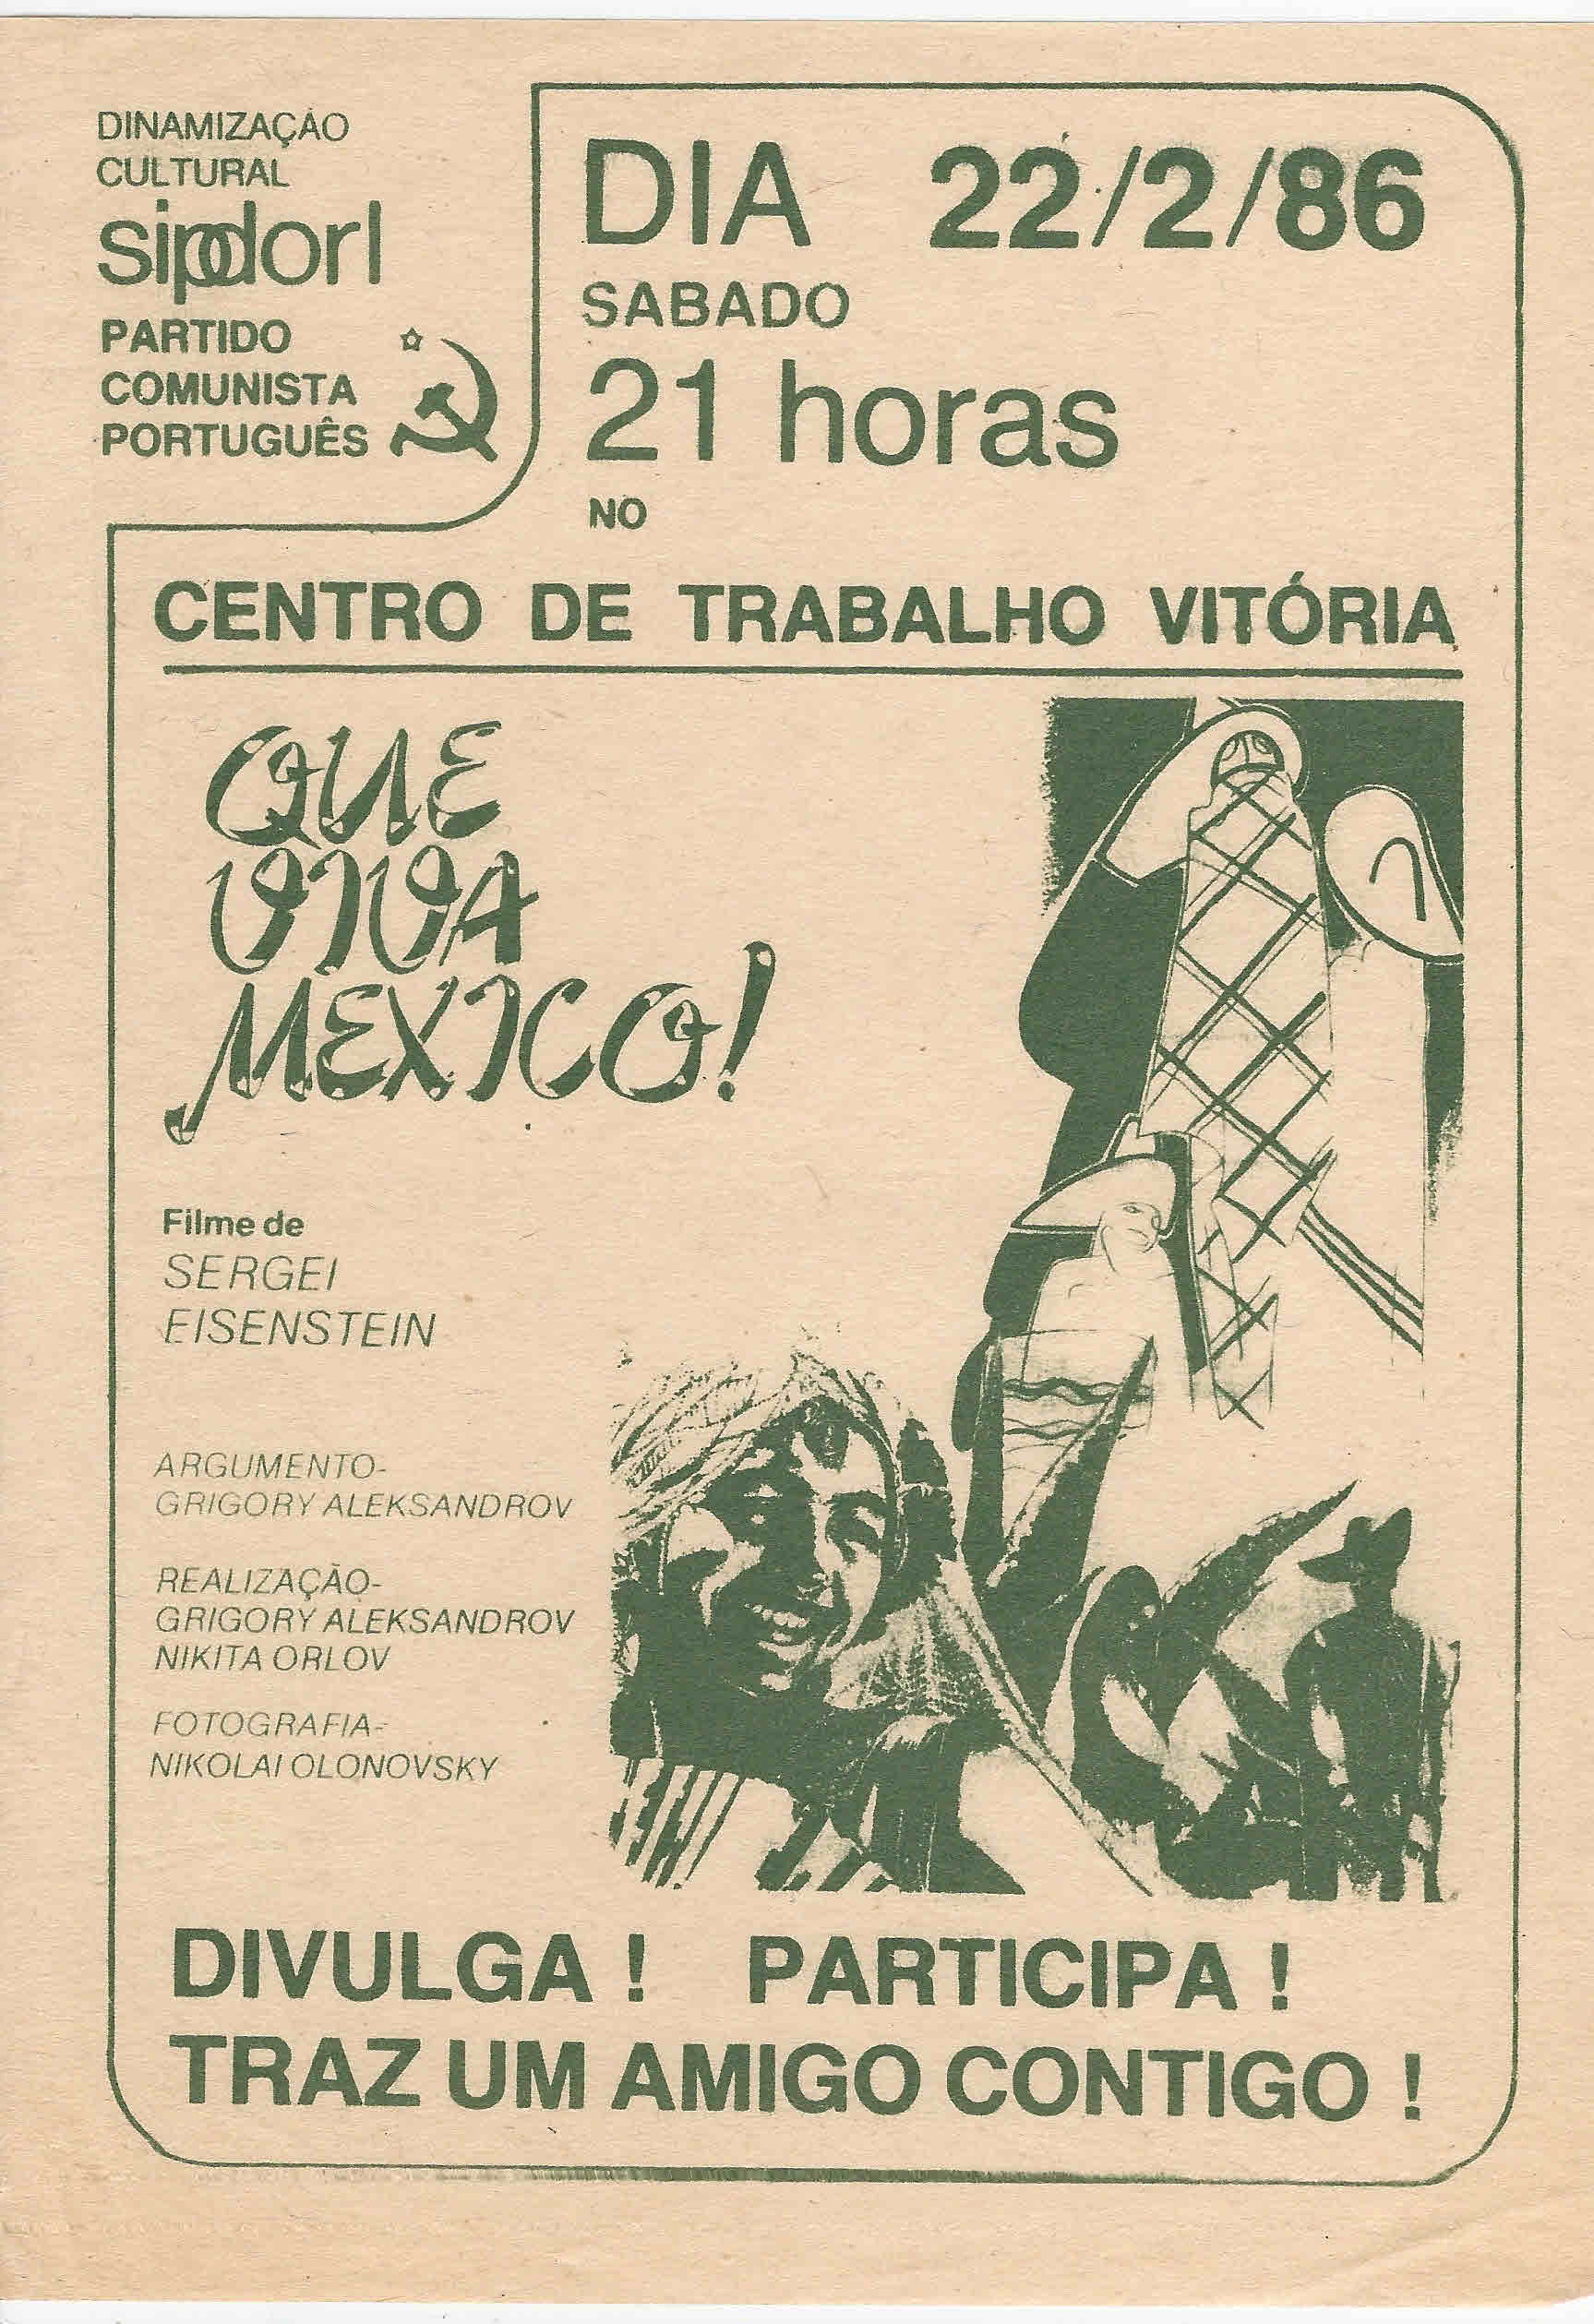 DINAMIZAÇÃO
CULTURAL
sipdorl
PARTIDO
COMUNISTA
PORTUGUÊS
DIA 22/2/86
SABADO
21 horas
NO
CENTRO DE TRABALHO VITÓRIA
QUE
VIVA
MEXICO!
Filme de
SERGEI
EISENSTEIN
ARGUMENTO-
GRIGORY ALEKSANDROV
REALIZAÇÃO-
GRIGORY ALEKSANDROV
NIKITA ORLOV
FOTOGRAFIA-
NIKOLAI OLONOVSKY
DIVULGA ! PARTICIPA !
TRAZ UM AMIGO CONTIGO !